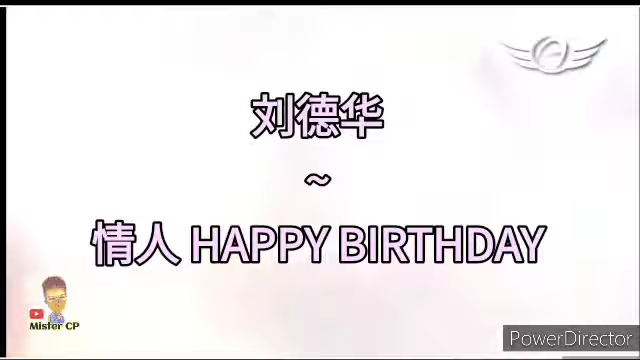 刘德华
~
情人 HAPPY BIRTHDAY
Mister CP
PowerDirector